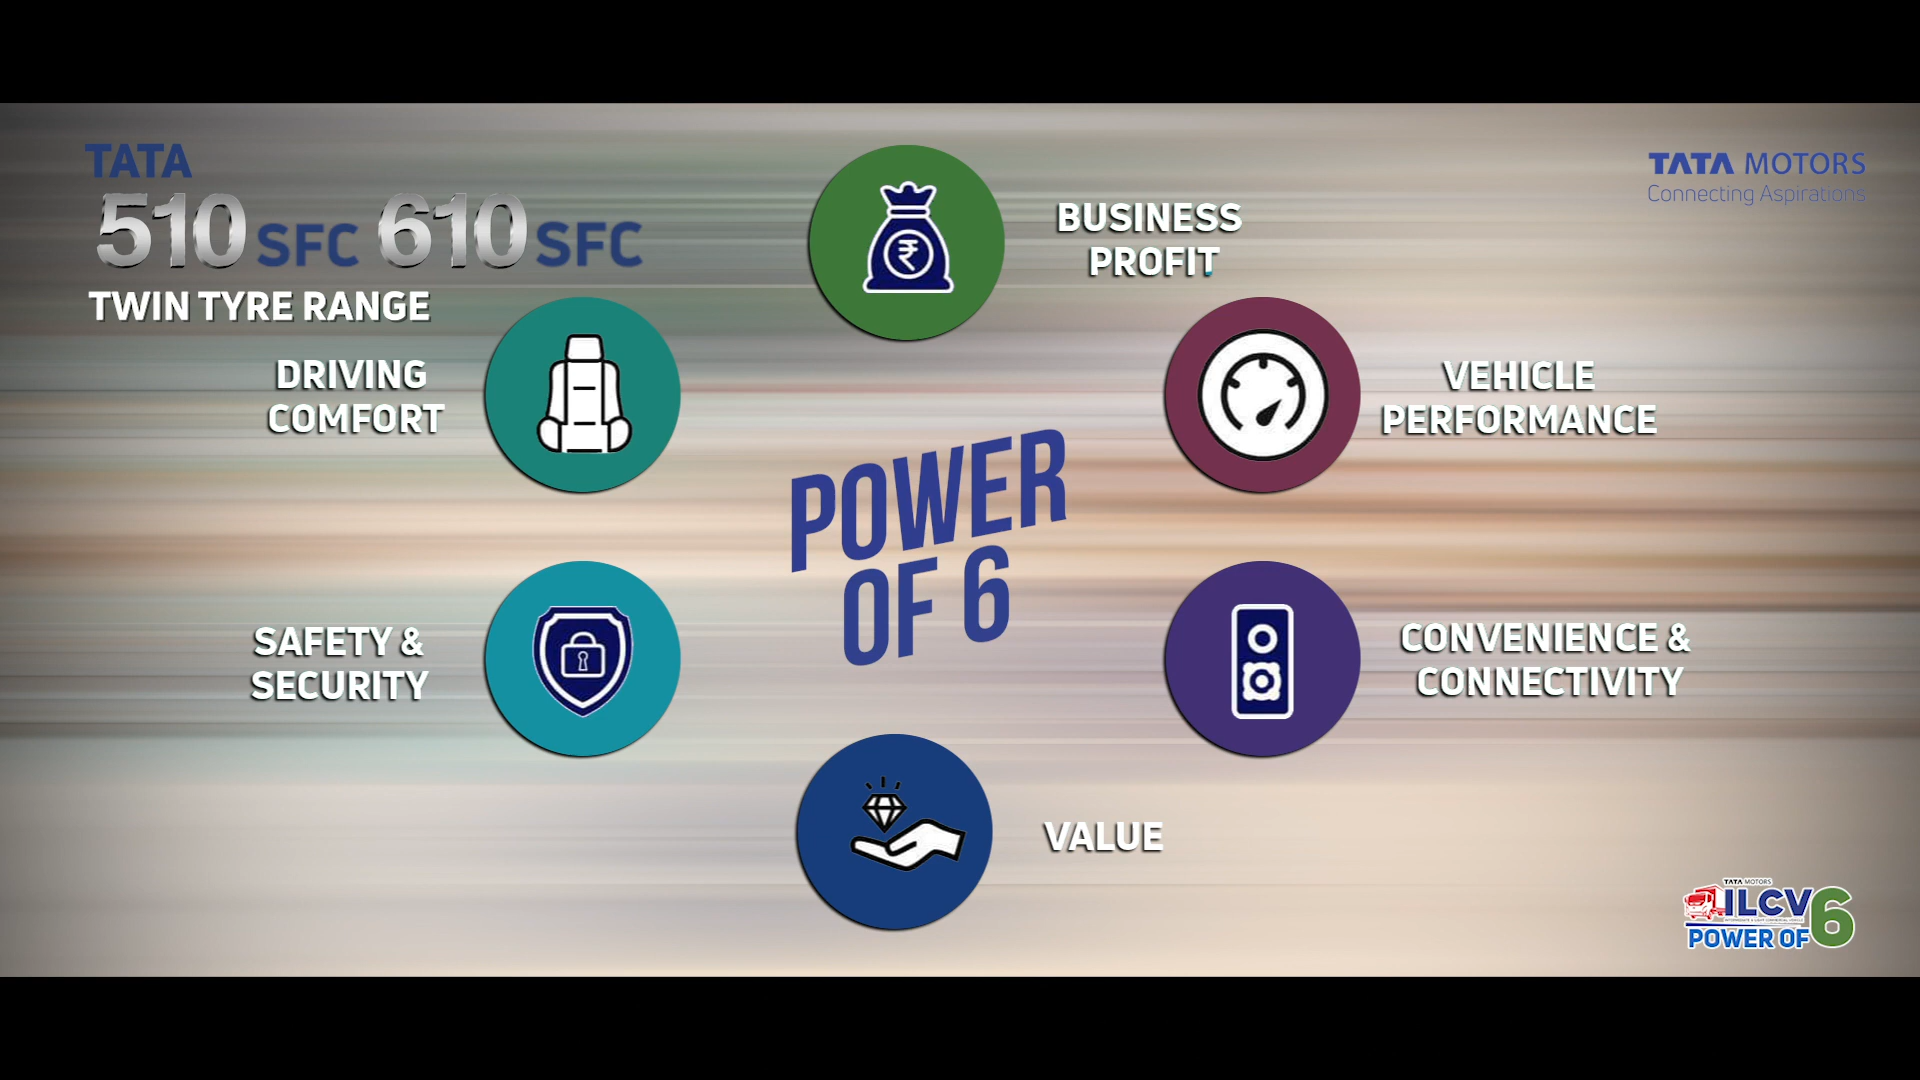 TATA
510 SFC 610 SFC
TWIN TYRE RANGE
TATA MOTORS
Connecting Aspirations
BUSINESS
PROFIT
DRIVING
COMFORT
VEHICLE
PERFORMANCE
POWER
OF 6
SAFETY &
SECURITY
CONVENIENCE &
CONNECTIVITY
VALUE
TATA MOTORS
ILCV
POWER OF 6